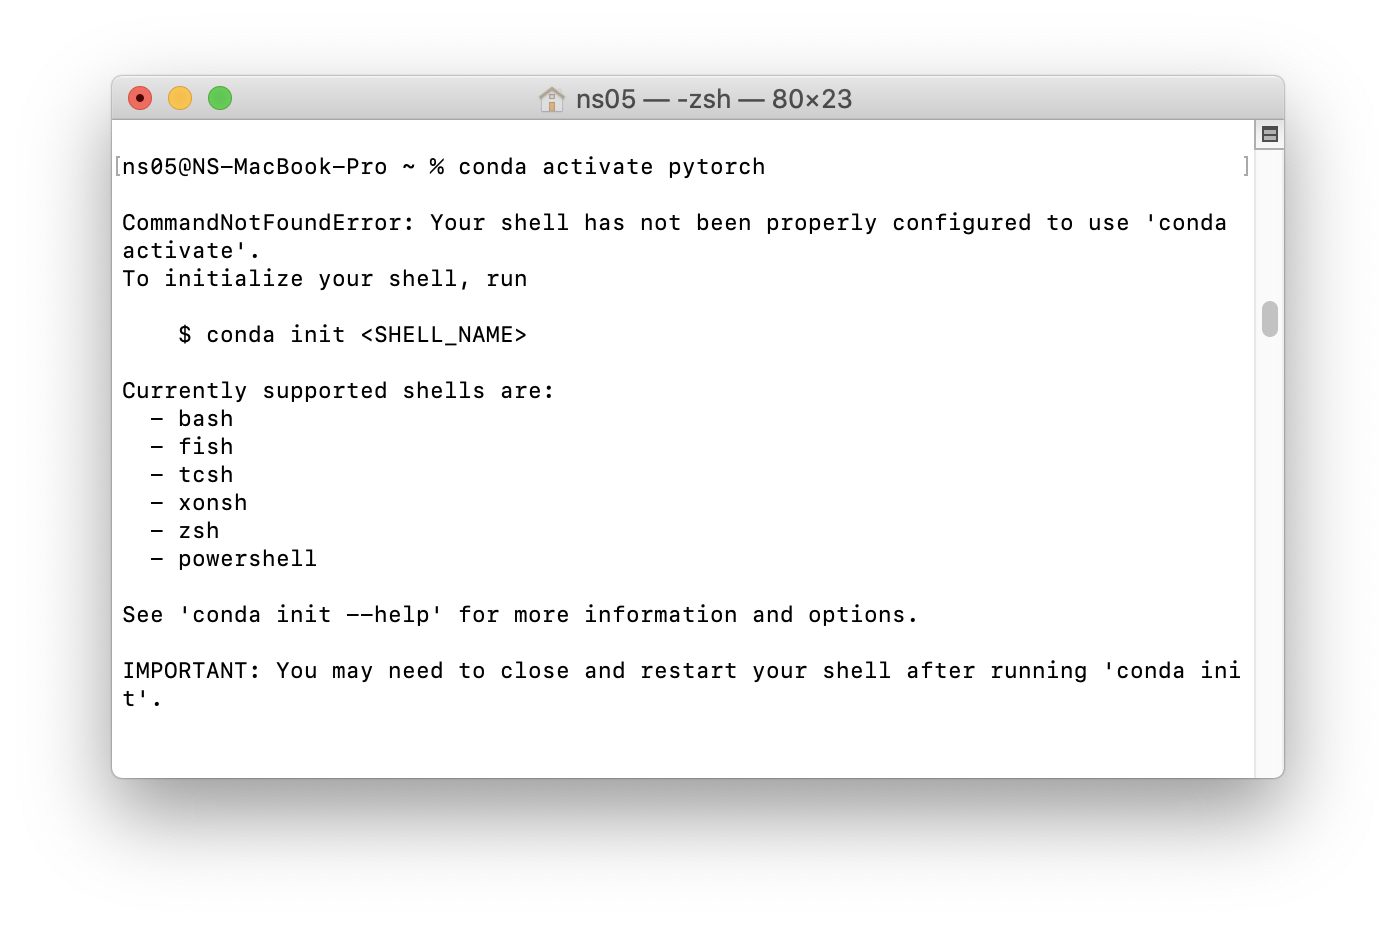 ns05 — -zsh — 80×23
[ns05@NS-MacBook-Pro ~ % conda activate pytorch ]
CommandNotFoundError: Your shell has not been properly configured to use 'conda
activate'.
To initialize your shell, run
$ conda init <SHELL_NAME>
Currently supported shells are:
- bash
- fish
- tcsh
- xonsh
- zsh
- powershell
See 'conda init --help' for more information and options.
IMPORTANT: You may need to close and restart your shell after running 'conda ini
t'.